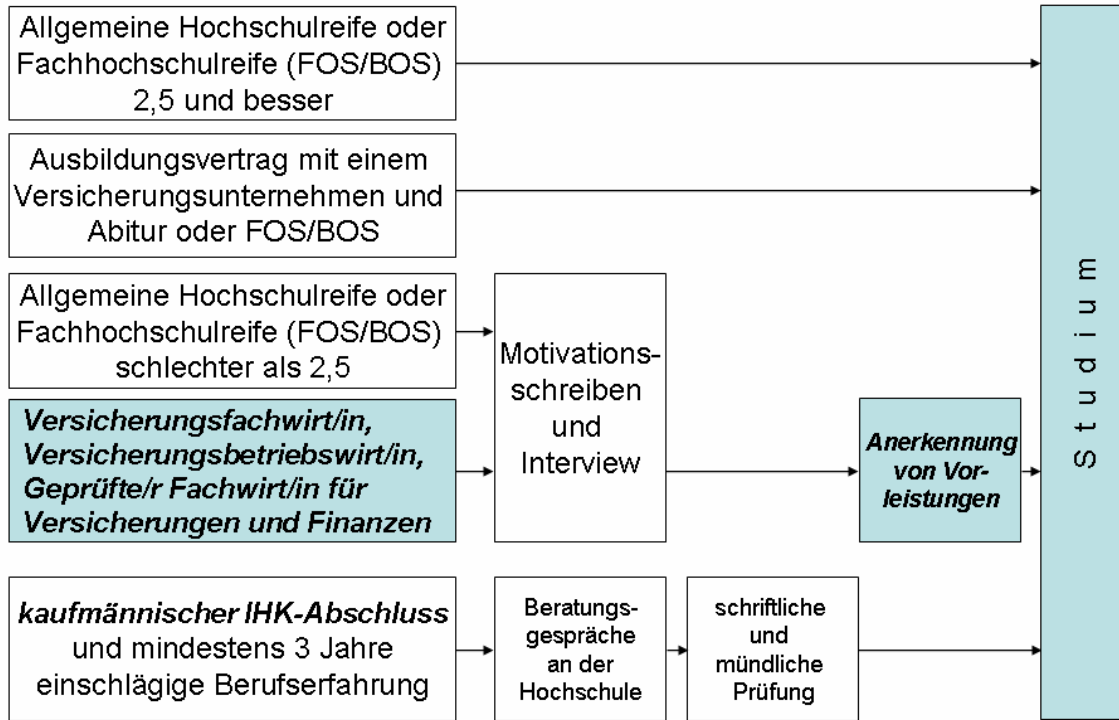 Allgemeine Hochschulreife oder
Fachhochschulreife (FOS/BOS)
2,5 und besser
Ausbildungsvertrag mit einem
Versicherungsunternehmen und
Abitur oder FOS/BOS
Allgemeine Hochschulreife oder
Fachhochschulreife (FOS/BOS)
schlechter als 2,5
Versicherungsfachwirt/in,
Versicherungsbetriebswirt/in,
Geprüfte/r Fachwirt/in für
Versicherungen und Finanzen
Motivations-
schreiben
und
Interview
Anerkennung
von Vor-
leistungen
kaufmännischer IHK-Abschluss
und mindestens 3 Jahre
einschlägige Berufserfahrung
Beratungs-
gespräche
an der
Hochschule
schriftliche
und
mündliche
Prüfung
Studium